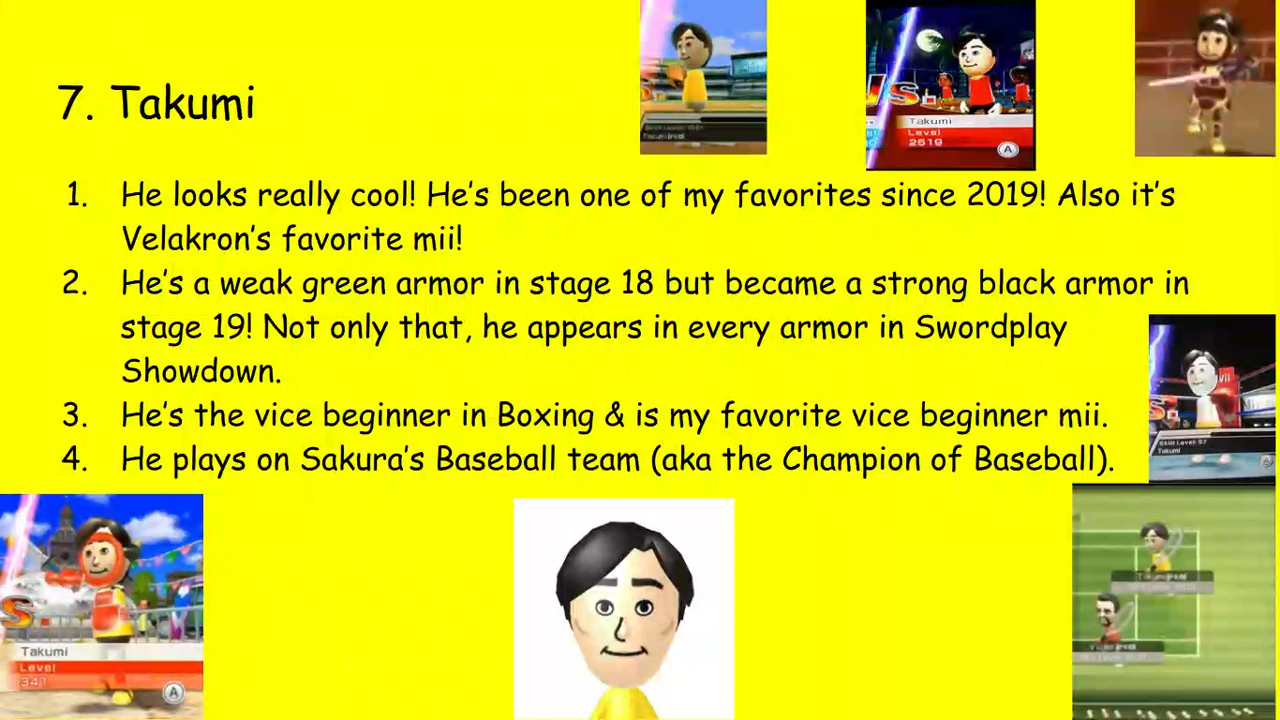 7. Takumi
Takumi
Level
2519
A
1. He looks really cool! He's been one of my favorites since 2019! Also it's
Velakron's favorite mii!
2. He's a weak green armor in stage 18 but became a strong black armor in
stage 19! Not only that, he appears in every armor in Swordplay
Showdown.
3. He's the vice beginner in Boxing & is my favorite vice beginner mii.
4. He plays on Sakura's Baseball team (aka the Champion of Baseball).
Takumi
A
S.
Takumi
Level
A